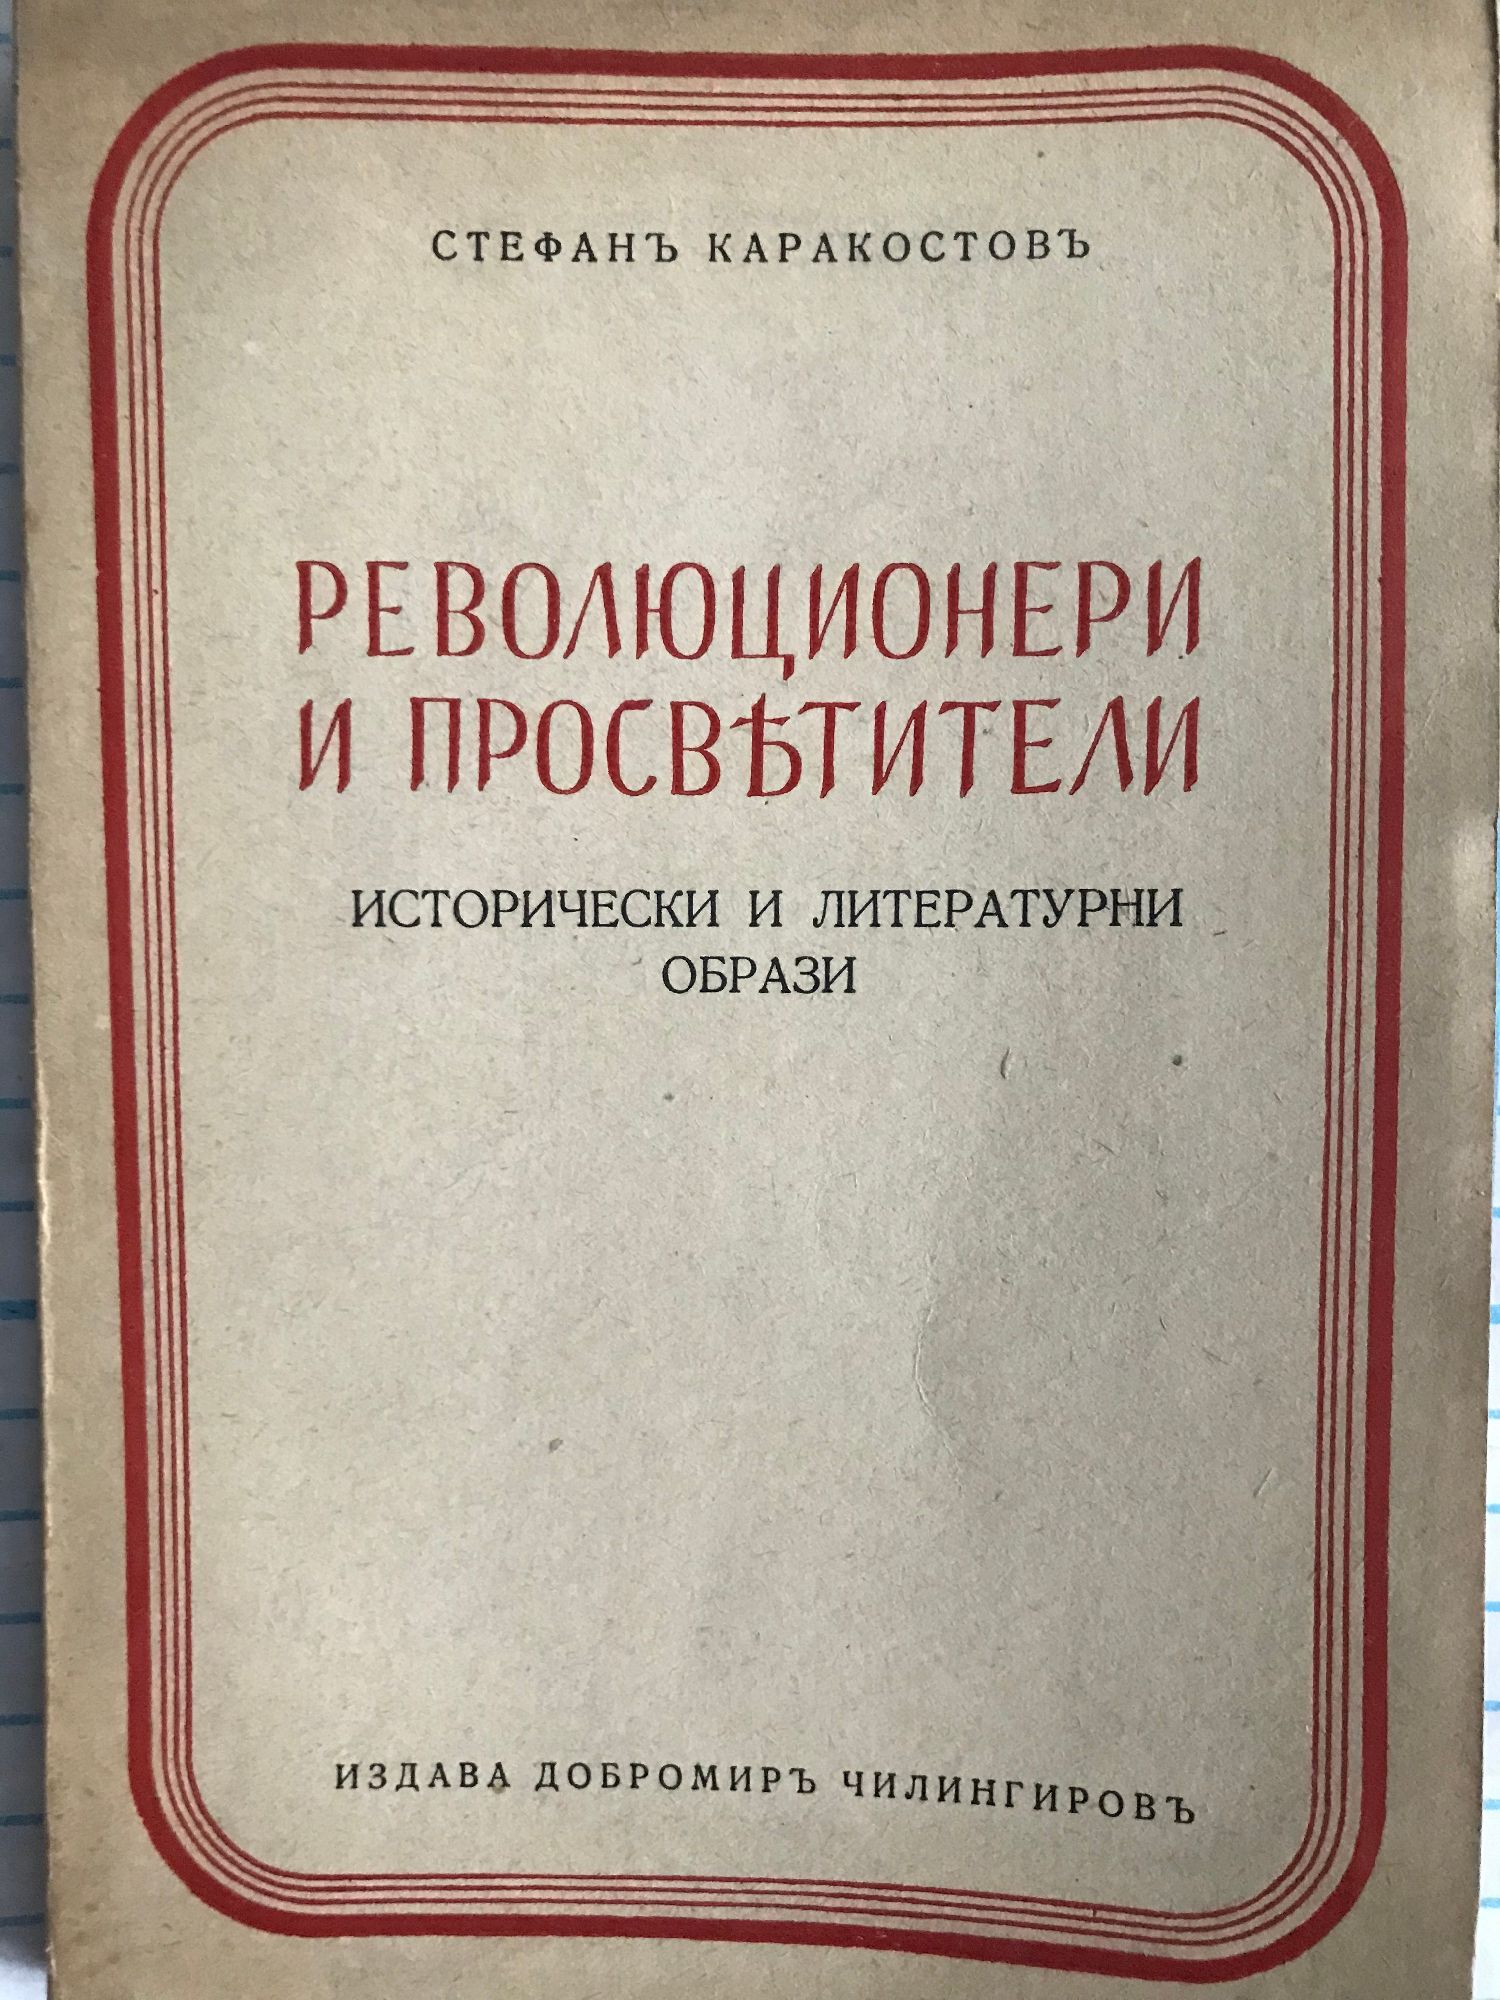 СТЕФАНЪ КАРАКОСТОВЪ
РЕВОЛЮЦИОНЕРИ
И ПРОСВѢТИТЕЛИ
ИСТОРИЧЕСКИ И ЛИТЕРАТУРНИ
ОБРАЗИ
ИЗДАВА ДОБРОМИРЪ ЧИЛИНГИРОВЪ